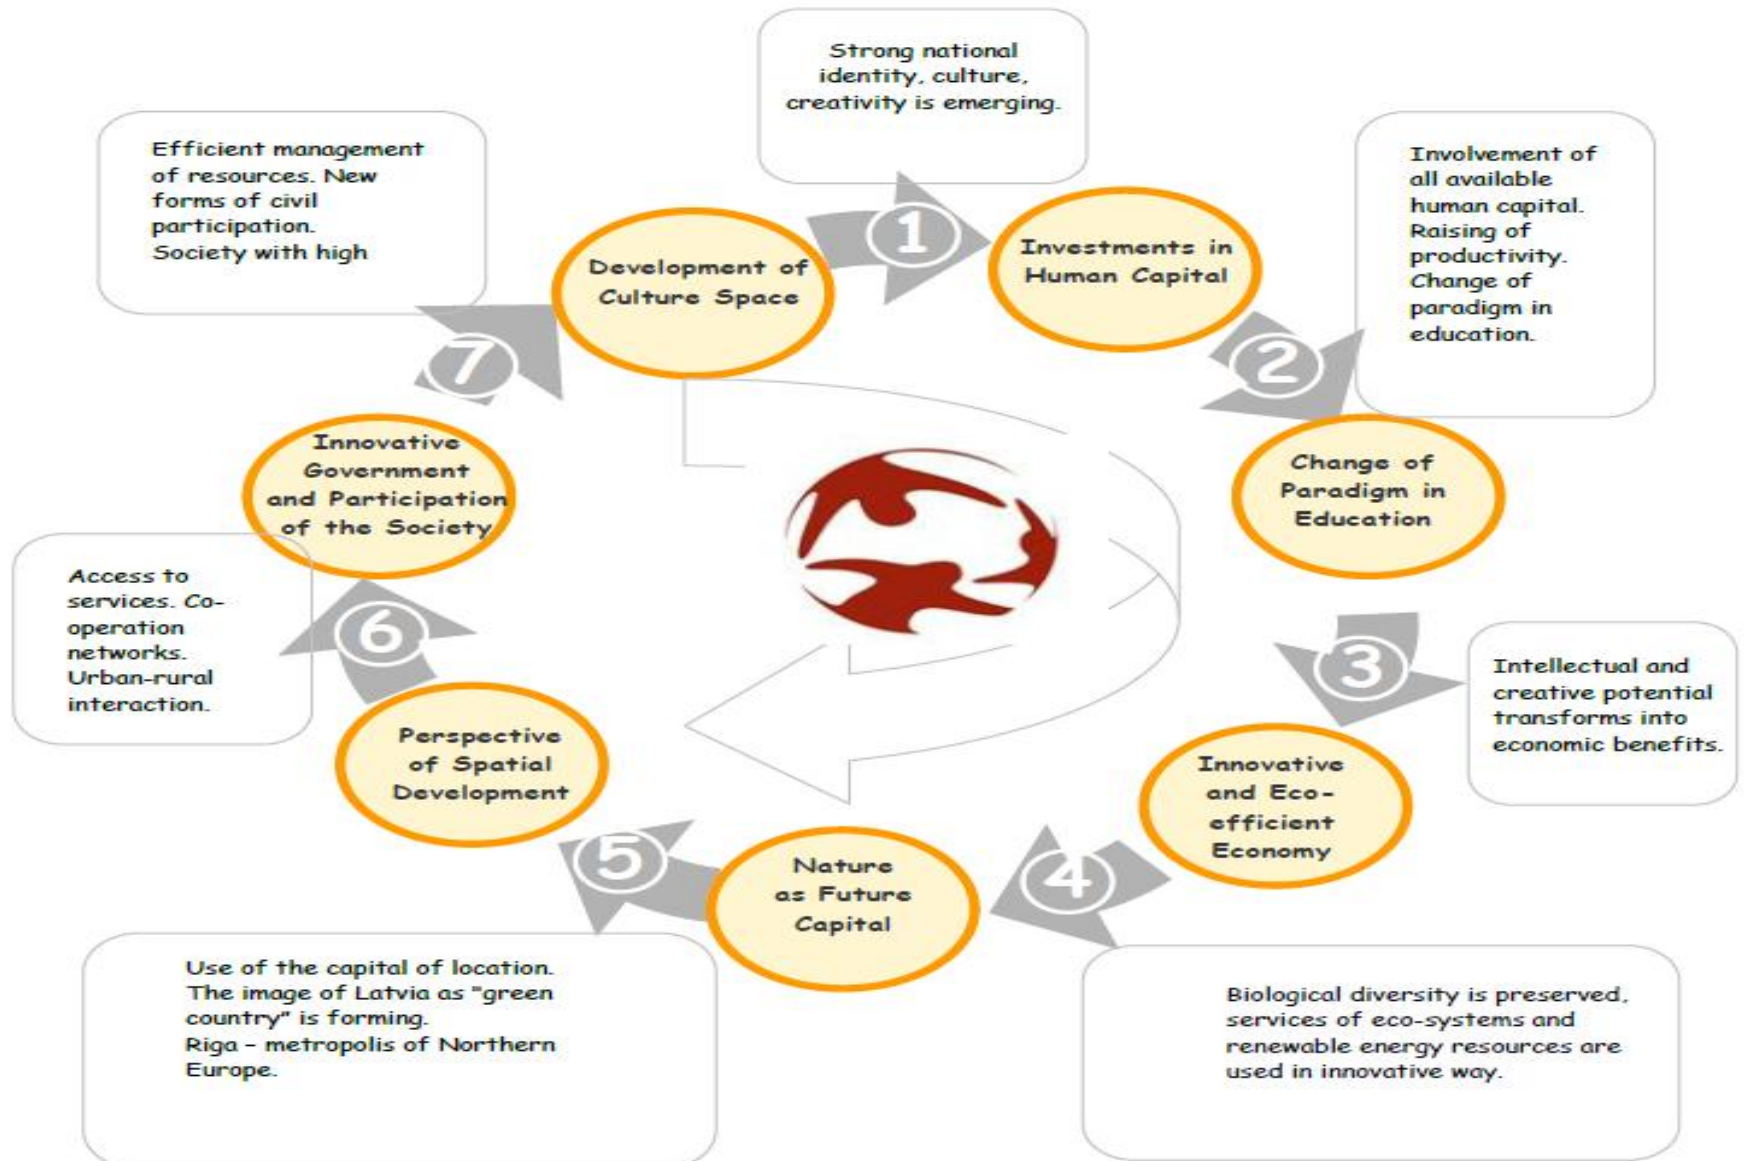 Strong national
identity, culture,
creativity is emerging.
1
Development of
Culture Space
Investments in
Human Capital
Involvement of
all available
human capital.
Raising of
productivity.
Change of
paradigm in
education.
2
Change of
Paradigm in
Education
3
Intellectual and
creative potential
transforms into
economic benefits.
Innovative
and Eco-
efficient
Economy
4
Biological diversity is preserved,
services of eco-systems and
renewable energy resources are
used in innovative way.
Nature
as Future
Capital
5
Use of the capital of location.
The image of Latvia as "green
country" is forming.
Riga – metropolis of Northern
Europe.
Perspective
of Spatial
Development
6
Access to
services. Co-
operation
networks.
Urban-rural
interaction.
Innovative
Government
and Participation
of the Society
7
Efficient management
of resources. New
forms of civil
participation.
Society with high